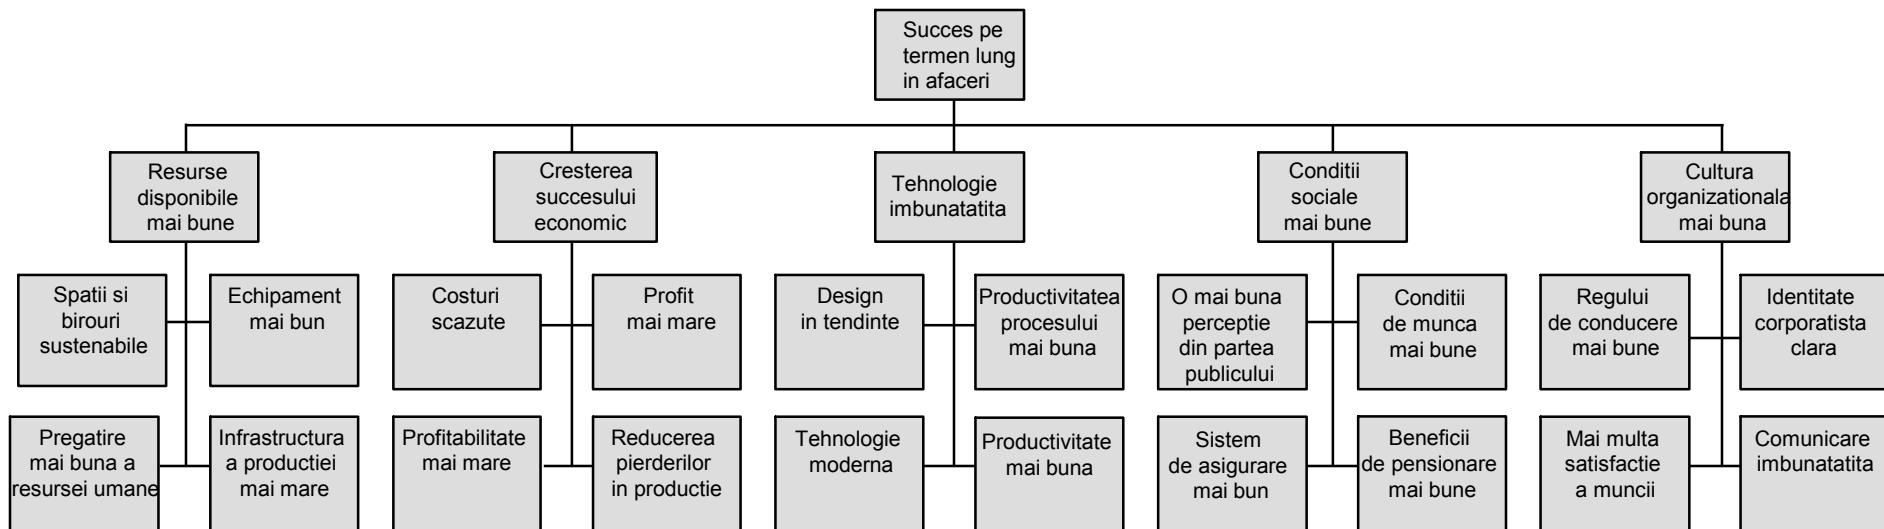 Succes pe
termen lung
in afaceri
Resurse
disponibile
mai bune
Cresterea
succesului
economic
Tehnologie
imbunatatita
Conditii
sociale
mai bune
Cultura
organizationala
mai buna
Spatii si
birouri
sustenabile
Echipament
mai bun
Costuri
scazute
Profit
mai mare
Design
in tendinte
Productivitatea
procesului
mai buna
O mai buna
perceptie
din partea
publicului
Conditii
de munca
mai bune
Regului
de conducere
mai bune
Identitate
corporatista
clara
Pregatire
mai buna a
resursei umane
Infrastructura
a productiei
mai mare
Profitabilitate
mai mare
Reducerea
pierderilor
in productie
Tehnologie
moderna
Productivitate
mai buna
Sistem
de asigurare
mai bun
Beneficii
de pensionare
mai bune
Mai multa
satisfactie
a muncii
Comunicare
imbunatatita